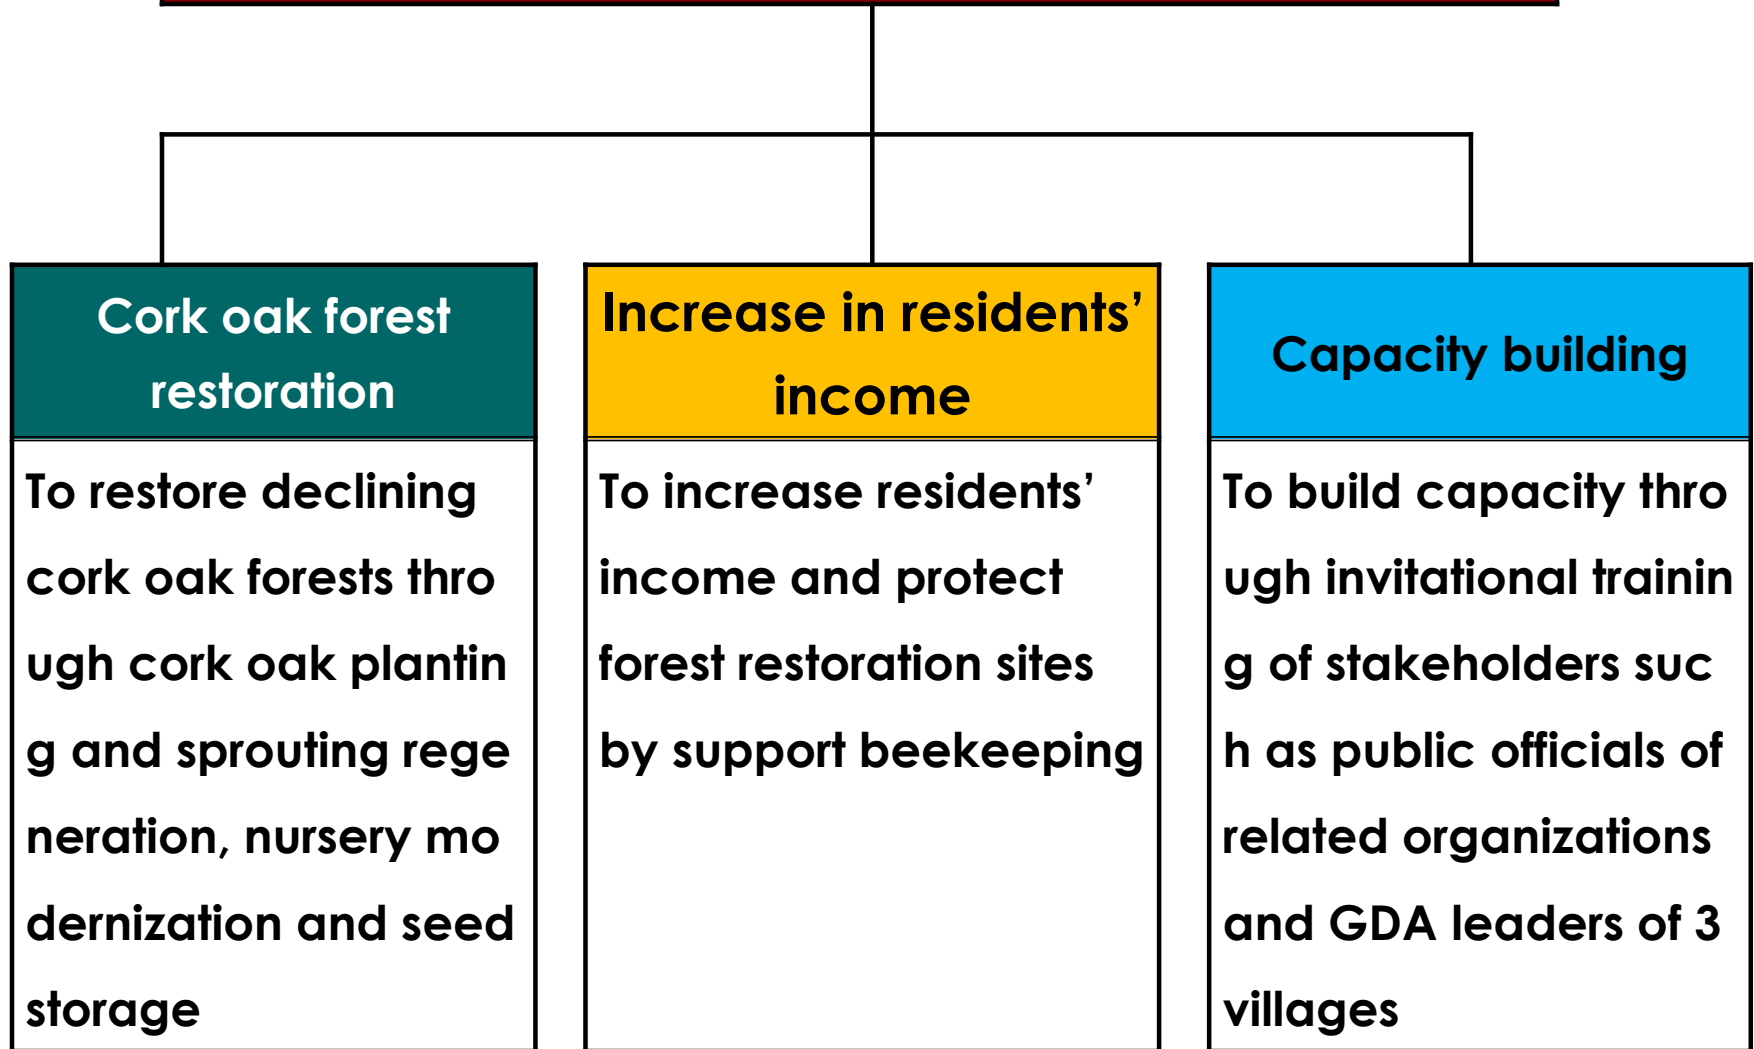 Cork oak forest
restoration
To restore declining
cork oak forests thro
ugh cork oak plantin
g and sprouting rege
neration, nursery mo
dernization and seed
storage
Increase in residents’
income
To increase residents’
income and protect
forest restoration sites
by support beekeeping
Capacity building
To build capacity thro
ugh invitational trainin
g of stakeholders suc
h as public officials of
related organizations
and GDA leaders of 3
villages